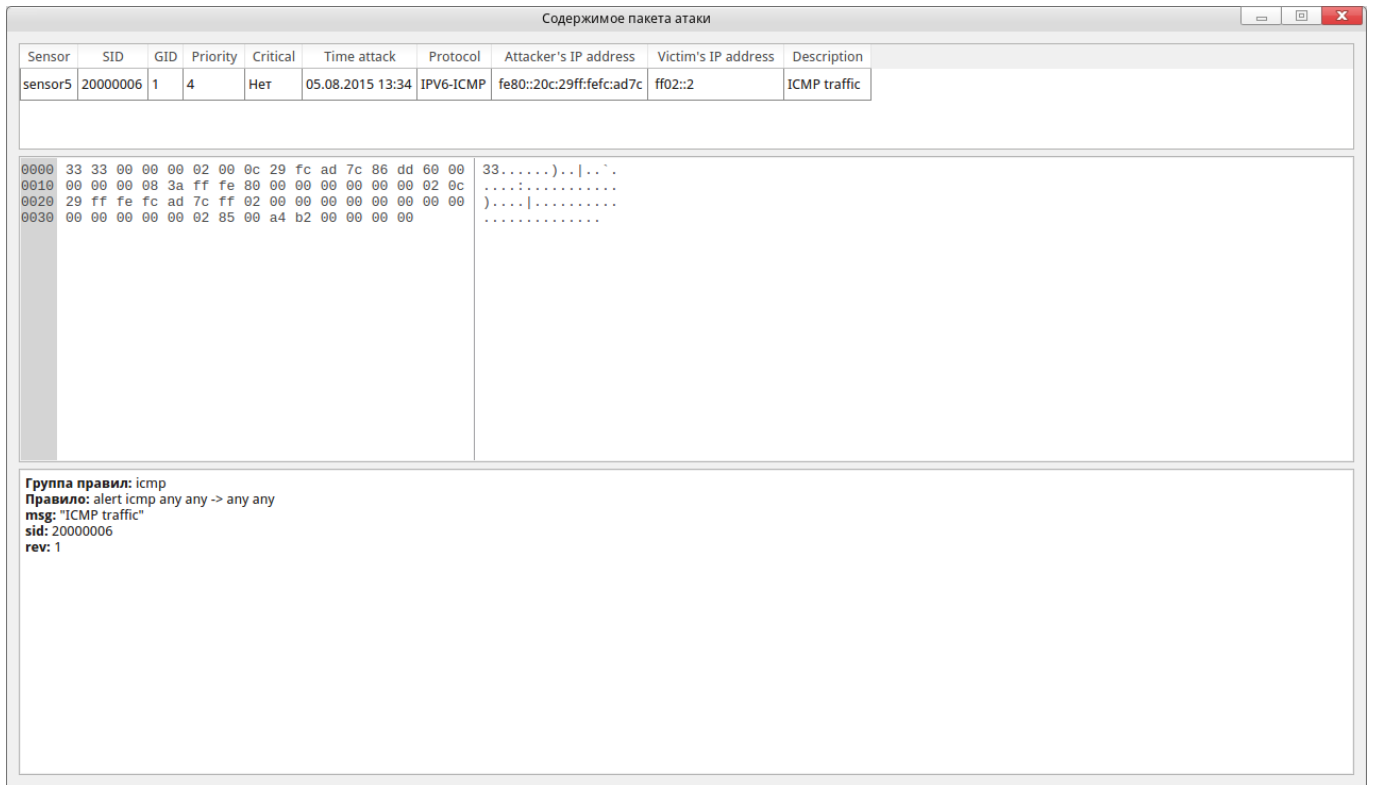 Содержимое пакета атаки
Sensor SID GID Priority Critical Time attack Protocol Attacker's IP address Victim's IP address Description
sensor5 20000006 1 4 Нет 05.08.2015 13:34 IPV6-ICMP fe80::20c:29ff:fefc:ad7c ff02::2 ICMP traffic
0000 33 33 00 00 00 02 00 0c 29 fc ad 7c 86 dd 60 00 33......)..|..`.
0010 00 00 00 08 3a ff fe 80 00 00 00 00 00 00 02 0c ....:...........
0020 29 ff fe fc ad 7c ff 02 00 00 00 00 00 00 00 00 )....|..........
0030 00 00 00 00 00 02 85 00 a4 b2 00 00 00 00 ..............
Группа правил: icmp
Правило: alert icmp any any -> any any
msg: "ICMP traffic"
sid: 20000006
rev: 1